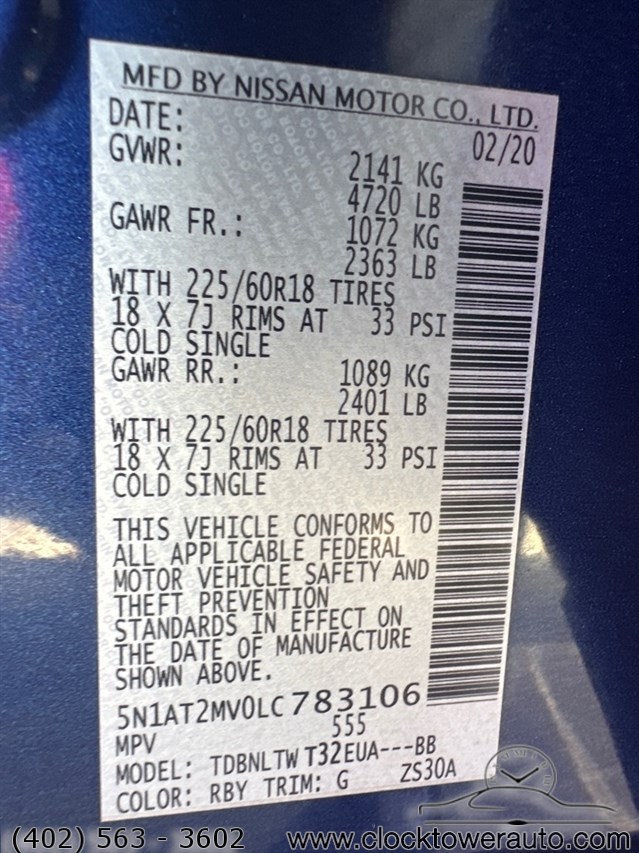 MFD BY NISSAN MOTOR CO., LTD.
DATE: 02/20
GVWR: 2141 KG
4720 LB
GAWR FR.: 1072 KG
2363 LB
WITH 225/60R18 TIRES
18 X 7J RIMS AT 33 PSI
COLD SINGLE
GAWR RR.: 1089 KG
2401 LB
WITH 225/60R18 TIRES
18 X 7J RIMS AT 33 PSI
COLD SINGLE
THIS VEHICLE CONFORMS TO
ALL APPLICABLE FEDERAL
MOTOR VEHICLE SAFETY AND
THEFT PREVENTION
STANDARDS IN EFFECT ON
THE DATE OF MANUFACTURE
SHOWN ABOVE.
5N1AT2MV0LC783106
MPV 555
MODEL: TDBNLTWT32EUA---BB
COLOR: RBY TRIM: G ZS30A
(402) 563 - 3602 www.clocktowerauto.com